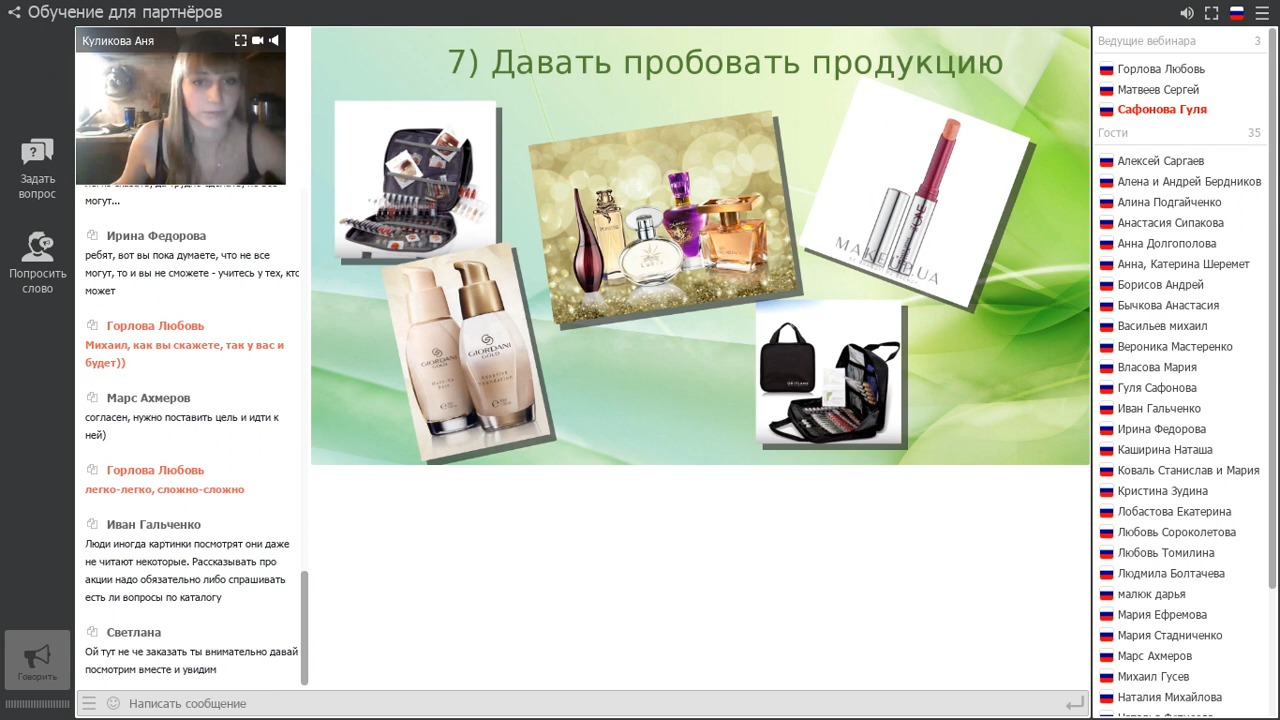 Обучение для партнёров
Куликова Аня
Задать
вопрос
Попросить
слово
Говорить
могут...
Ирина Федорова
ребят, вот вы пока думаете, что не все
могут, то и вы не сможете - учитесь у тех, кто
может
Горлова Любовь
Михаил, как вы скажете, так у вас и
будет))
Марс Ахмеров
согласен, нужно поставить цель и идти к
ней)
Горлова Любовь
легко-легко, сложно-сложно
Иван Гальченко
Люди иногда картинки посмотрят они даже
не читают некоторые. Рассказывать про
акции надо обязательно либо спрашивать
есть ли вопросы по каталогу
Светлана
Ой тут не че заказать ты внимательно давай
посмотрим вместе и увидим
Написать сообщение
7) Давать пробовать продукцию
MAKEUP.UA
GIORDANI
GOLD
GIORDANI
GOLD
Ведущие вебинара 3
Горлова Любовь
Матвеев Сергей
Сафонова Гуля
Гости 35
Алексей Саргаев
Алена и Андрей Бердников
Алина Подгайченко
Анастасия Сипакова
Анна Долгополова
Анна, Катерина Шеремет
Борисов Андрей
Бычкова Анастасия
Васильев михаил
Вероника Мастеренко
Власова Мария
Гуля Сафонова
Иван Гальченко
Ирина Федорова
Каширина Наташа
Коваль Станислав и Мария
Кристина Зудина
Лобастова Екатерина
Любовь Сороколетова
Любовь Томилина
Людмила Болтачева
малюк дарья
Мария Ефремова
Мария Стадниченко
Марс Ахмеров
Михаил Гусев
Наталия Михайлова